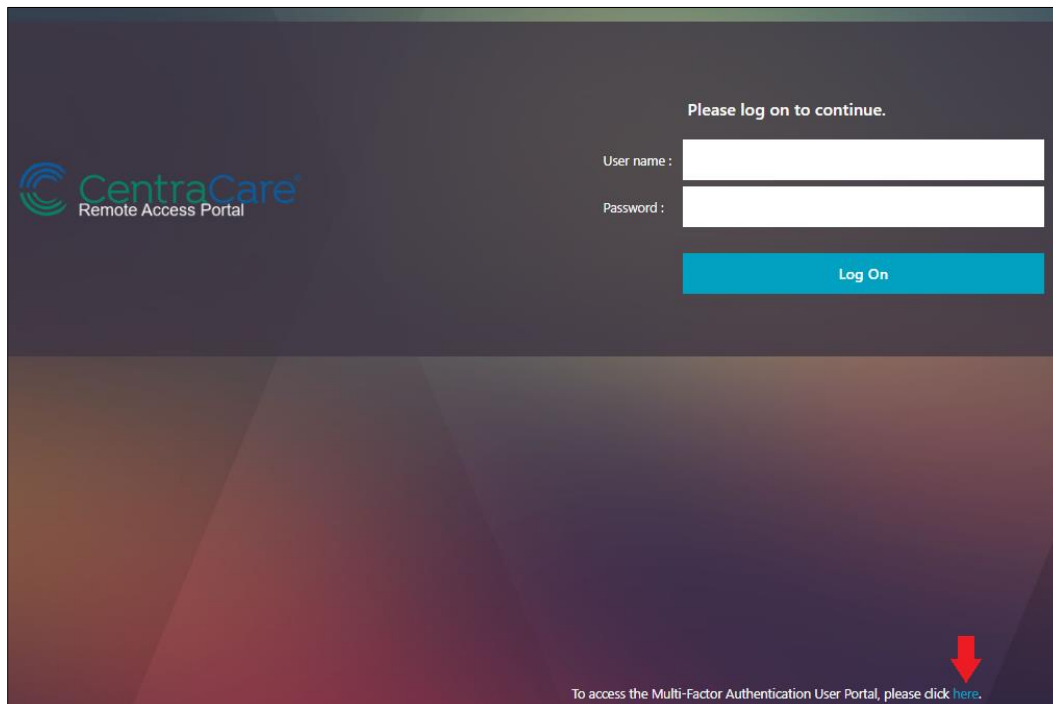 Please log on to continue.
User name :
CentraCare®
Remote Access Portal
Password :
Log On
To access the Multi-Factor Authentication User Portal, please click here.